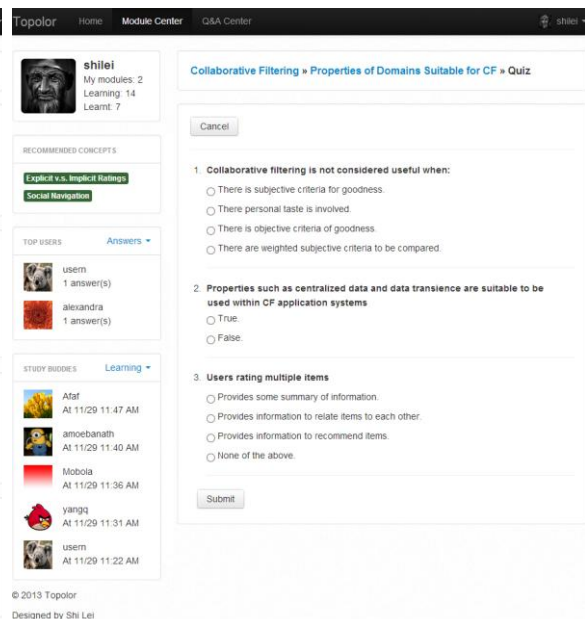 Topolor Home Module Center Q&A Center shilei
shilei
My modules: 2
Learning: 14
Learnt: 7
RECOMMENDED CONCEPTS
Explicit v.s. Implicit Ratings
Social Navigation
TOP USERS Answers
usern
1 answer(s)
alexandra
1 answer(s)
STUDY BUDDIES Learning
Afaf
At 11/29 11:47 AM
amoebanath
At 11/29 11:40 AM
Mobola
At 11/29 11:36 AM
yangq
At 11/29 11:31 AM
usern
At 11/29 11:22 AM
© 2013 Topolor
Designed by Shi Lei
Collaborative Filtering » Properties of Domains Suitable for CF » Quiz
Cancel
1. Collaborative filtering is not considered useful when:
There is subjective criteria for goodness.
There personal taste is involved.
There is objective criteria of goodness.
There are weighted subjective criteria to be compared.
2. Properties such as centralized data and data transience are suitable to be
used within CF application systems
True.
False.
3. Users rating multiple items
Provides some summary of information.
Provides information to relate items to each other.
Provides information to recommend items.
None of the above.
Submit